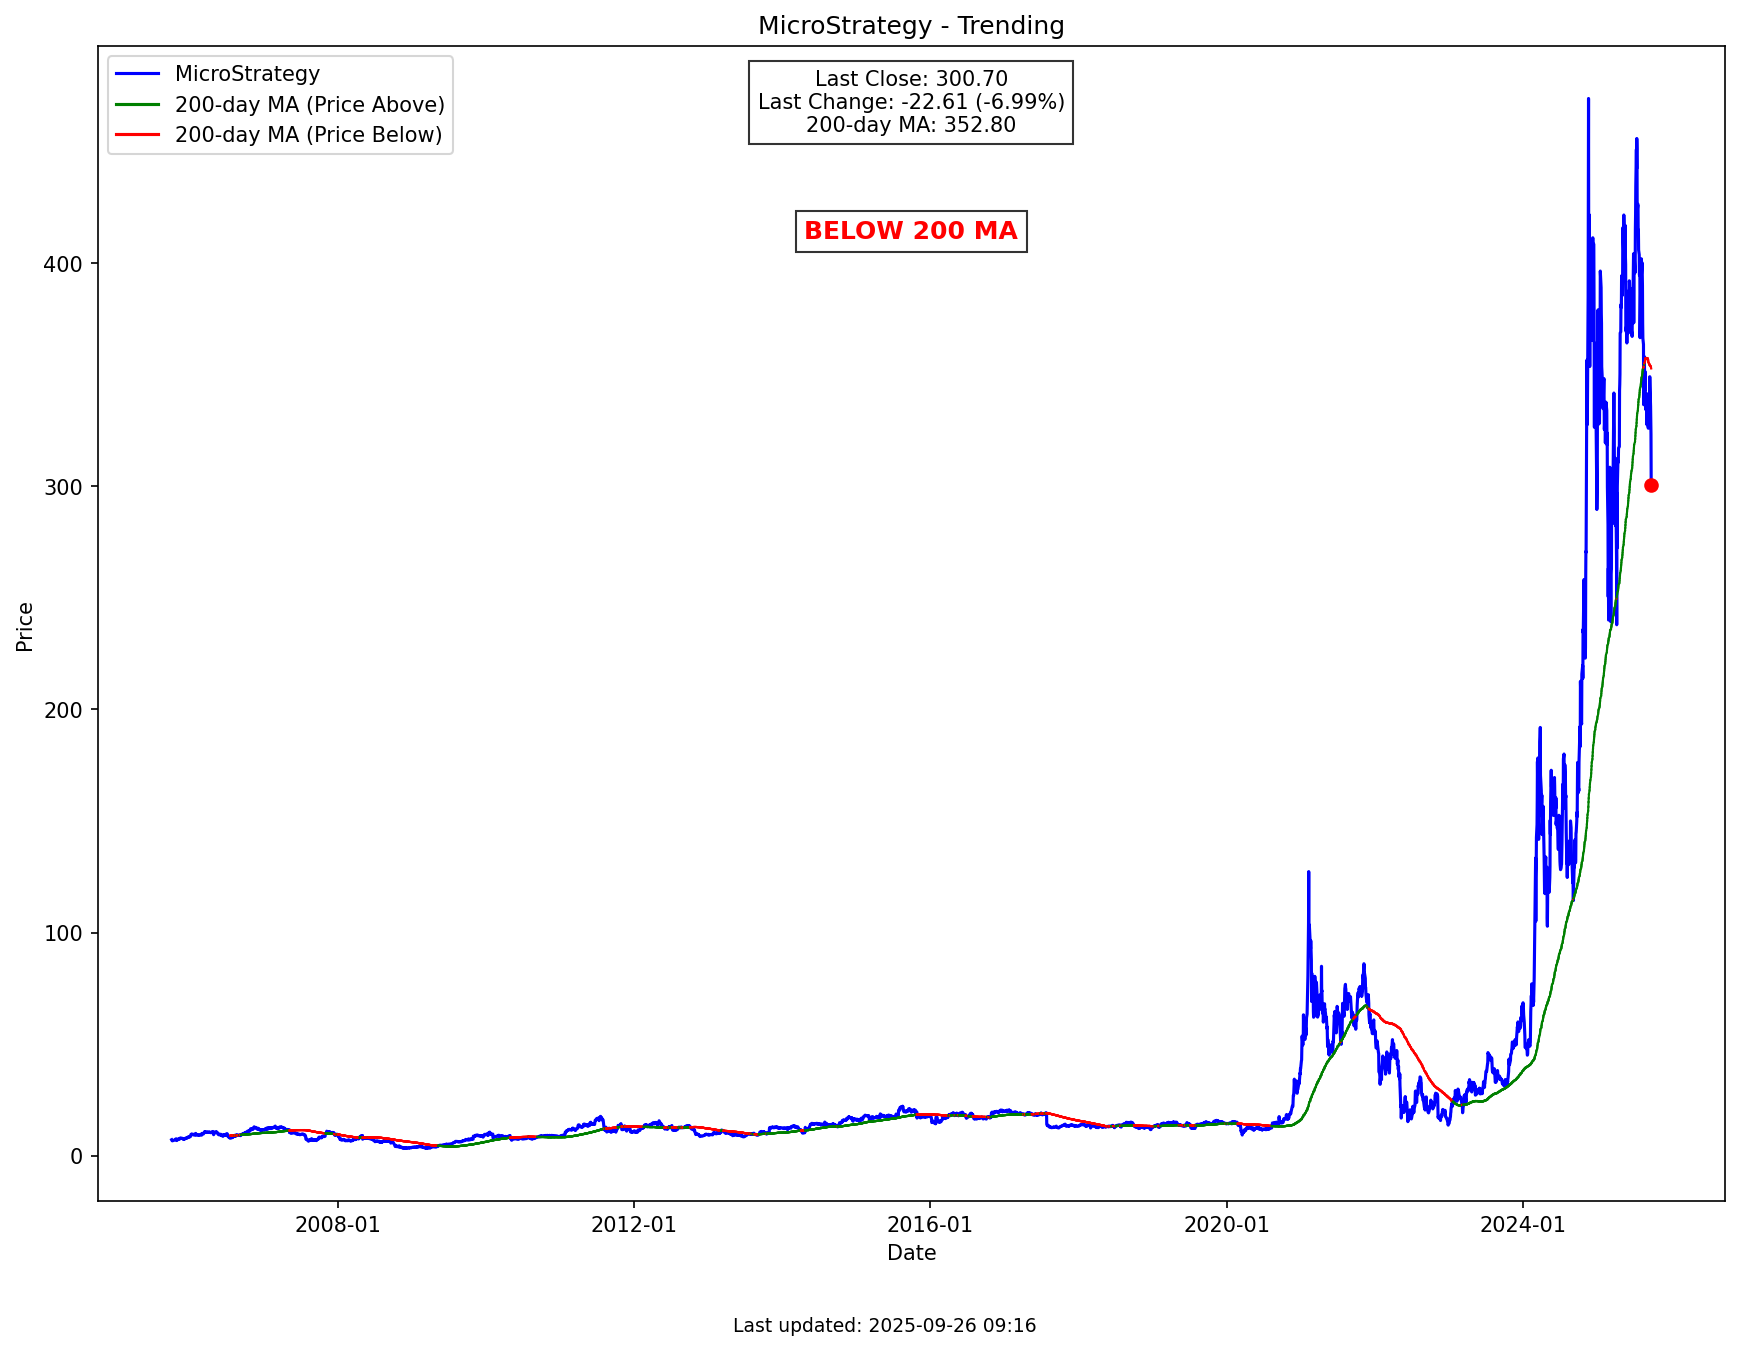 MicroStrategy - Trending
MicroStrategy
200-day MA (Price Above)
200-day MA (Price Below)
Last Close: 300.70
Last Change: -22.61 (-6.99%)
200-day MA: 352.80
BELOW 200 MA
Price
400
300
200
100
0
2008-01
2012-01
2016-01
2020-01
2024-01
Date
Last updated: 2025-09-26 09:16